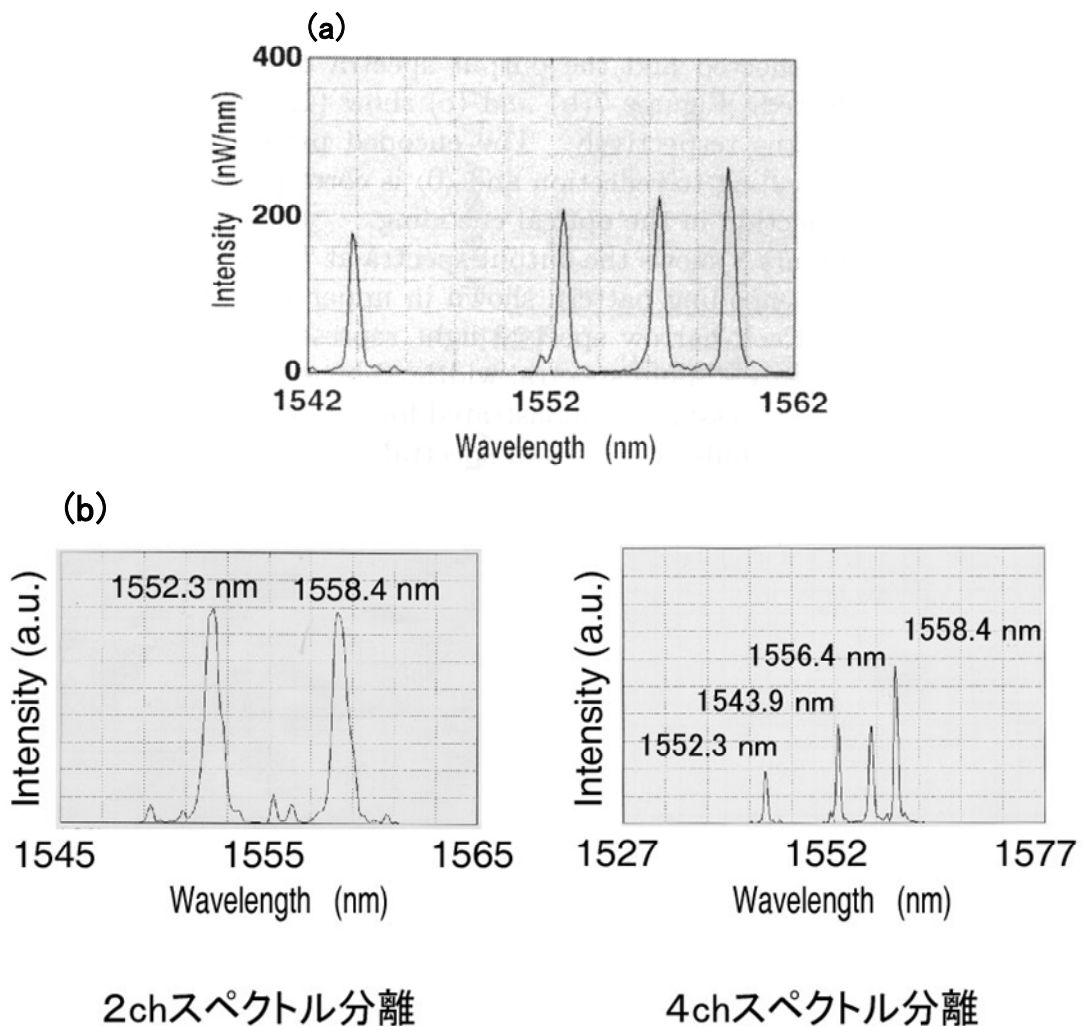 (a)
400
200
0
Intensity (nW/nm)
1542
1552
1562
Wavelength (nm)
(b)
Intensity (a.u.)
1552.3 nm
1558.4 nm
1545
1555
1565
Wavelength (nm)
Intensity (a.u.)
1558.4 nm
1556.4 nm
1543.9 nm
1552.3 nm
1527
1552
1577
Wavelength (nm)
2chスペクトル分離
4chスペクトル分離